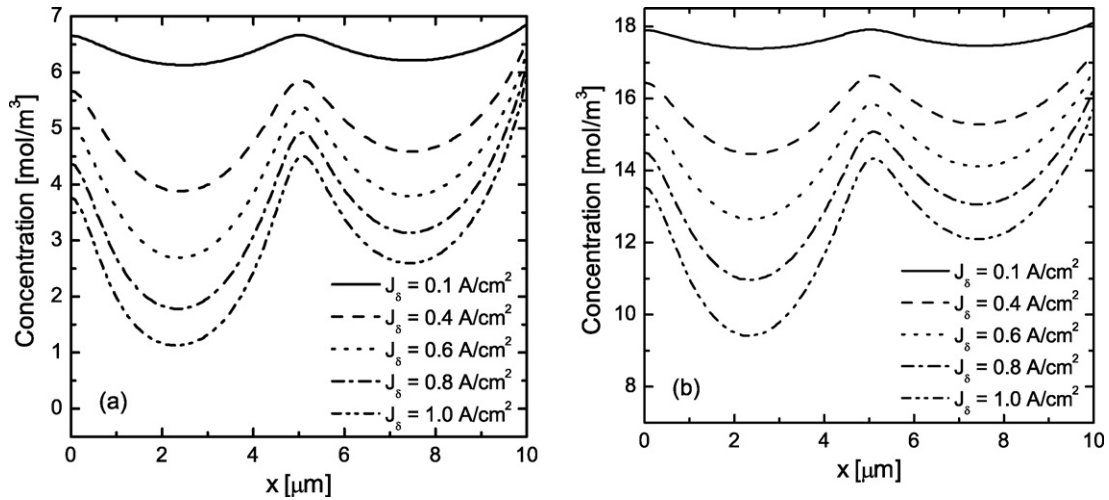 7
6
5
4
3
2
1
0
Concentration [mol/m³]
J_δ = 0.1 A/cm²
J_δ = 0.4 A/cm²
J_δ = 0.6 A/cm²
J_δ = 0.8 A/cm²
J_δ = 1.0 A/cm²
(a)
0 2 4 6 8 10
x [μm]
18
16
14
12
10
8
Concentration [mol/m³]
J_δ = 0.1 A/cm²
J_δ = 0.4 A/cm²
J_δ = 0.6 A/cm²
J_δ = 0.8 A/cm²
J_δ = 1.0 A/cm²
(b)
0 2 4 6 8 10
x [μm]